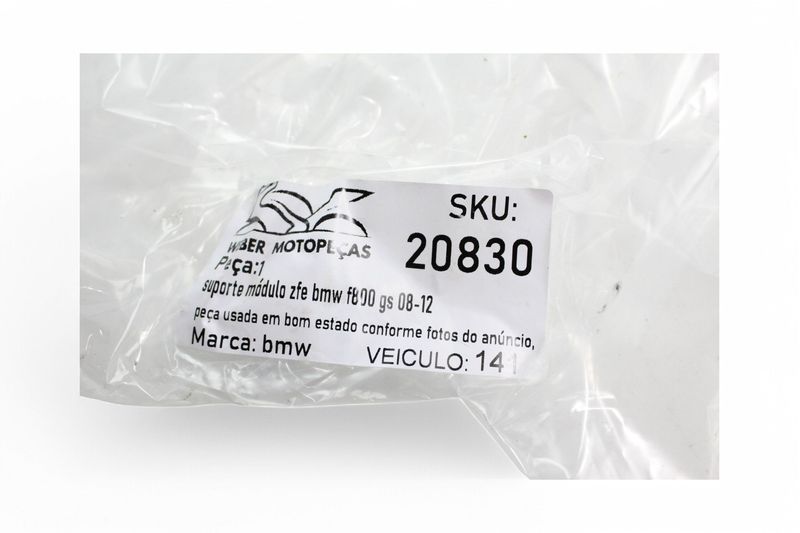 SKU:
20830
WEBER MOTOPEÇAS
Peça:1
suporte módulo zfe bmw f800 gs 08-12
peça usada em bom estado conforme fotos do anúncio,
Marca: bmw
VEICULO: 141